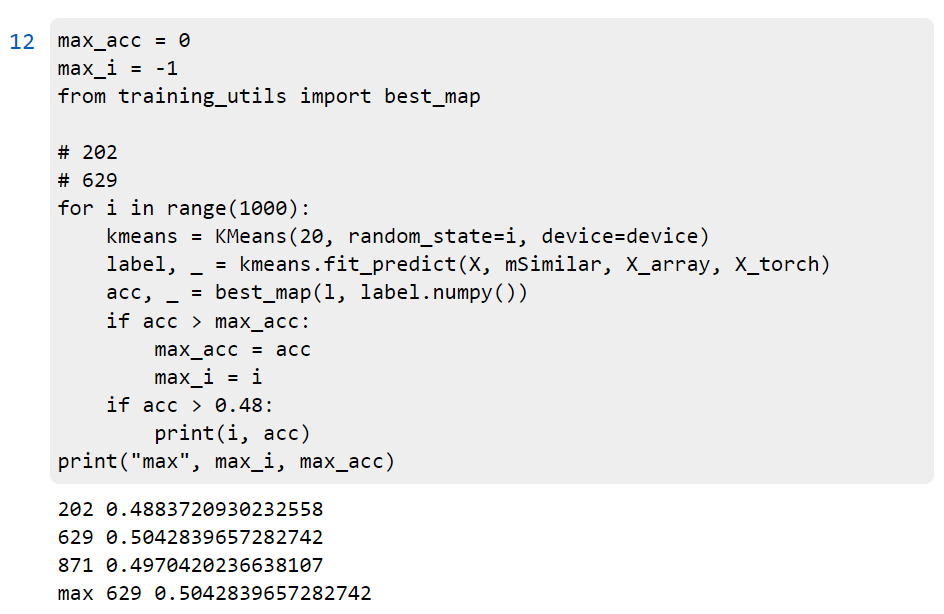 12
max_acc = 0
max_i = -1
from training_utils import best_map
# 202
# 629
for i in range(1000):
    kmeans = KMeans(20, random_state=i, device=device)
    label, _ = kmeans.fit_predict(X, mSimilar, X_array, X_torch)
    acc, _ = best_map(l, label.numpy())
    if acc > max_acc:
        max_acc = acc
        max_i = i
    if acc > 0.48:
        print(i, acc)
print("max", max_i, max_acc)
202 0.4883720930232558
629 0.5042839657282742
871 0.4970420236638107
max 629 0.5042839657282742